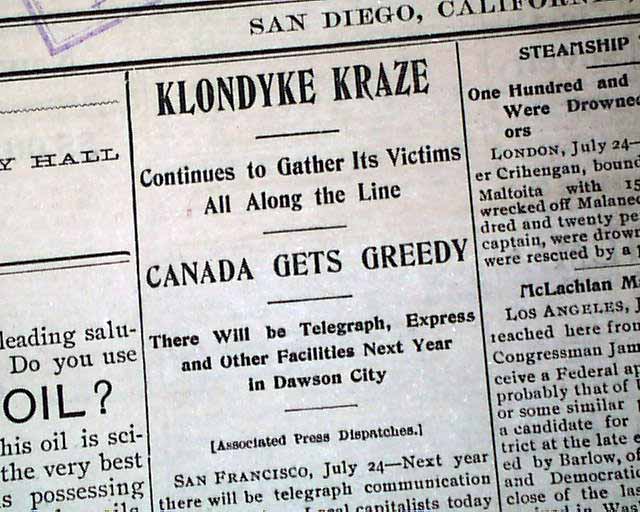 SAN DIEGO,
Y HALL
leading salu-
Do you use
OIL?
his oil is sci-
the very best
s possessing
KLONDYKE KRAZE
Continues to Gather Its Victims
All Along the Line
CANADA GETS GREEDY
There Will be Telegraph, Express
and Other Facilities Next Year
in Dawson City
[Associated Press Dispatches.]
SAN FRANCISCO, July 24—Next year
there will be telegraph communication
capitalists today
STEAMSHIP
One Hundred and
Were Drowned
ors
LONDON, July 24—
er Crihengan, bound
Maltoita with 15
wrecked off Malaned
dred and twenty pe
captain, were drown
were rescued by a p
McLachlan M
LOS ANGELES, J
reached here from
Congressman Jam
ceive a Federal ap
probably that of
or some similar
a candidate for
trict at the late e
ed by Barlow, of
and Democratic
close of the las